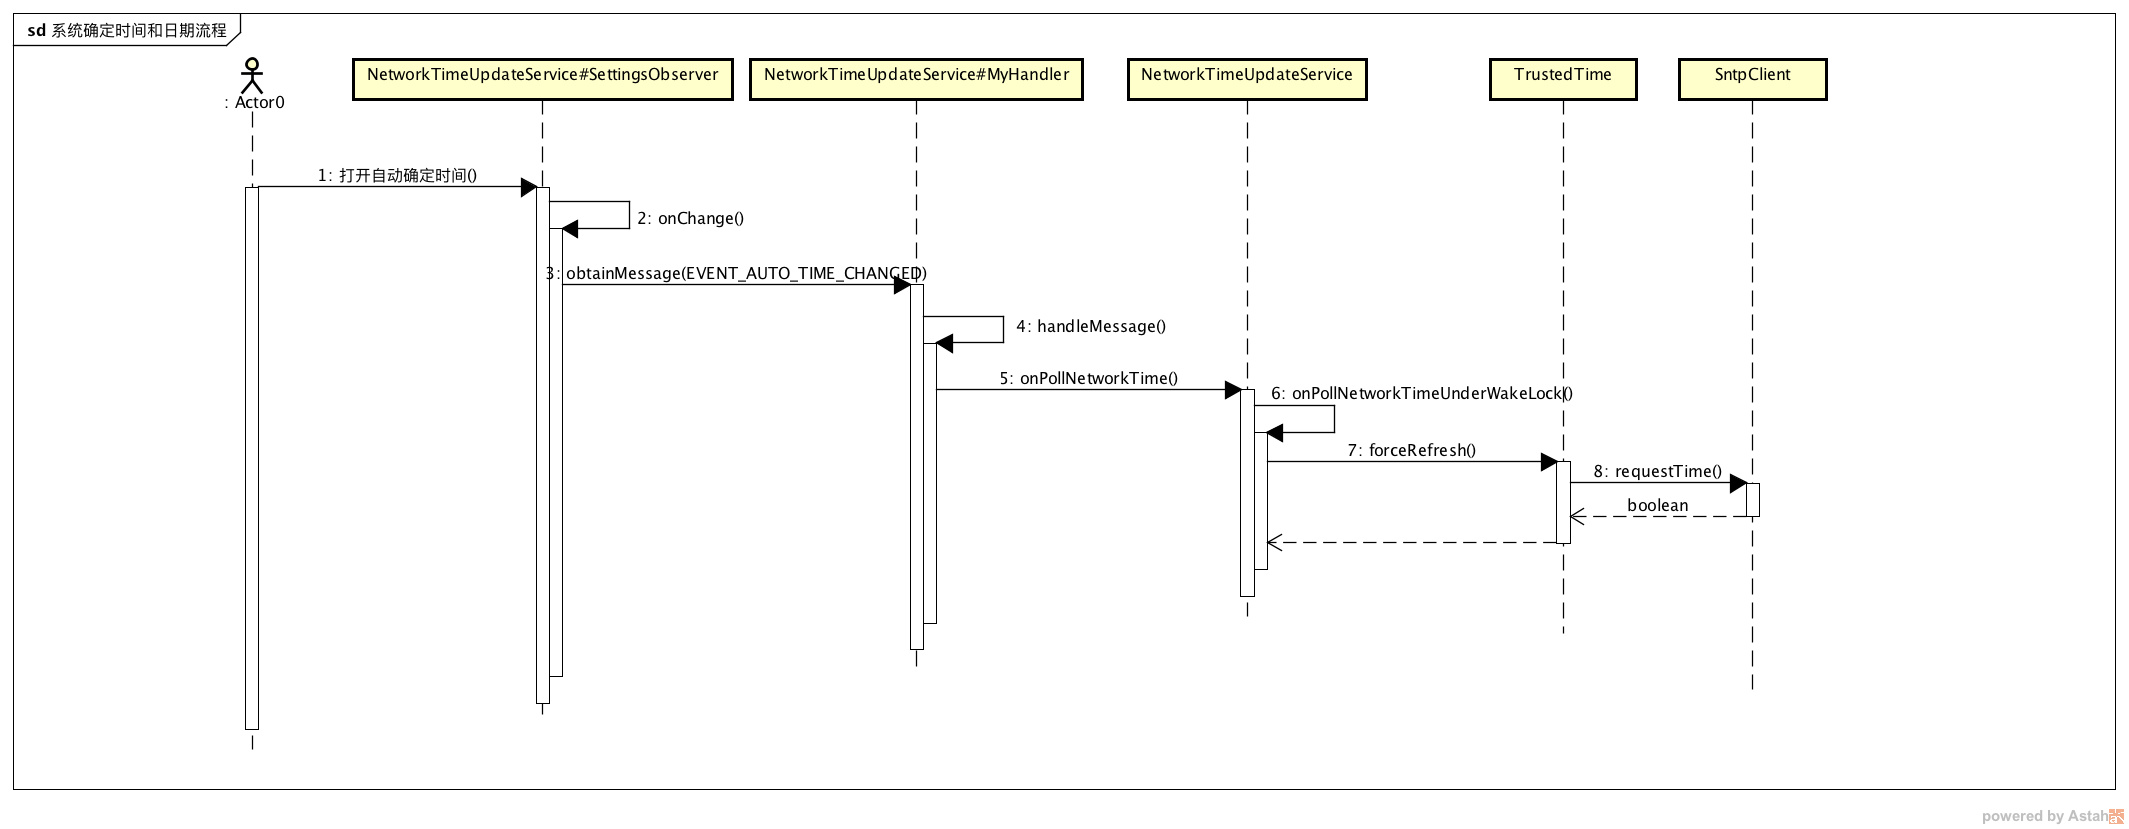 sd 系统确定时间和日期流程
: Actor0
NetworkTimeUpdateService#SettingsObserver
NetworkTimeUpdateService#MyHandler
NetworkTimeUpdateService
TrustedTime
SntpClient
1: 打开自动确定时间()
2: onChange()
3: obtainMessage(EVENT_AUTO_TIME_CHANGED)
4: handleMessage()
5: onPollNetworkTime()
6: onPollNetworkTimeUnderWakeLock()
7: forceRefresh()
8: requestTime()
boolean
powered by Astah